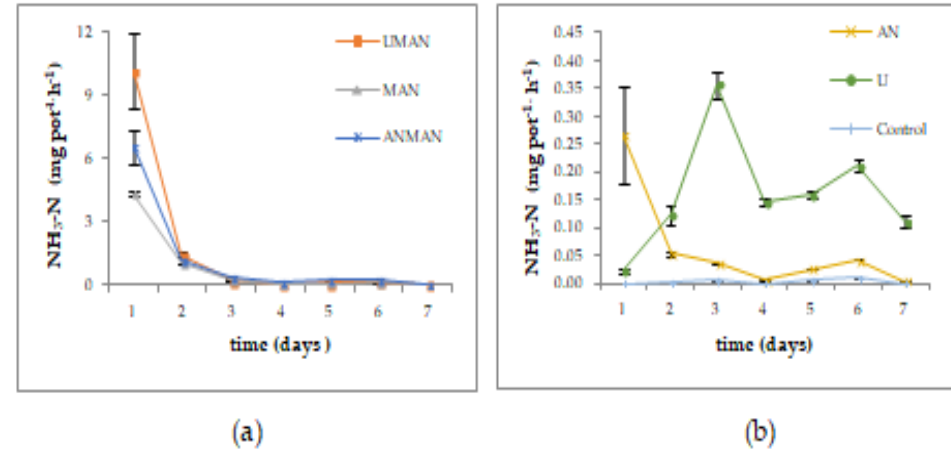 12
9
6
3
0
NH₃-N (mg pot⁻¹ h⁻¹)
UMAN
MAN
ANMAN
1 2 3 4 5 6 7
time (days )
(a)
0.45
0.40
0.35
0.30
0.25
0.20
0.15
0.10
0.05
0.00
NH₃-N (mg pot⁻¹ h⁻¹)
AN
U
Control
1 2 3 4 5 6 7
time (days)
(b)